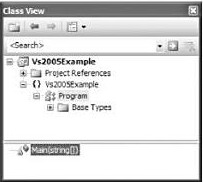 Class View
<Search>
Vs2005Example
Project References
{} Vs2005Example
Program
Base Types
Main(string[])